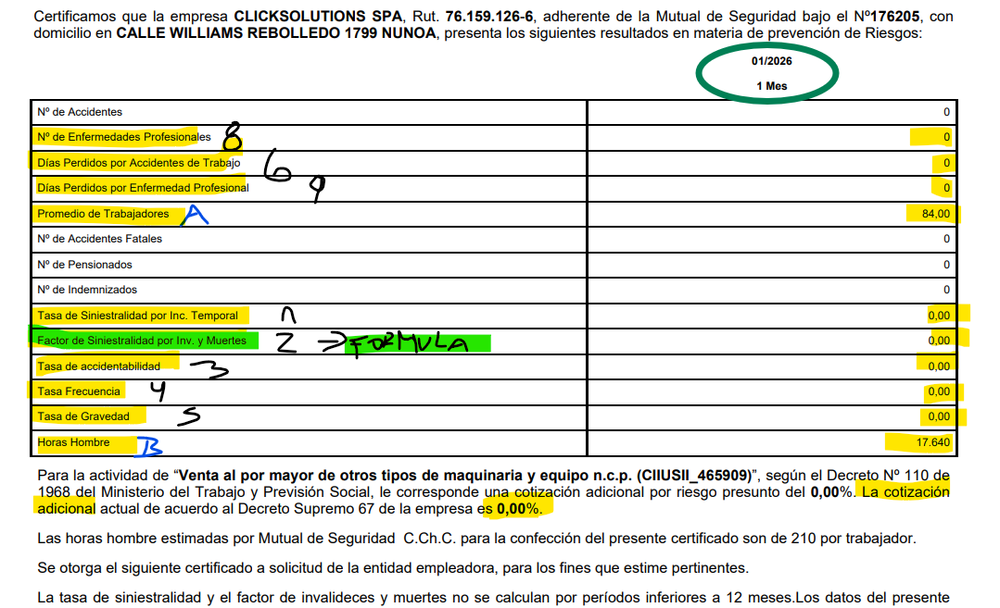 Certificamos que la empresa CLICKSOLUTIONS SPA, Rut. 76.159.126-6, adherente de la Mutual de Seguridad bajo el Nº176205, con
domicilio en CALLE WILLIAMS REBOLLEDO 1799 NUNOA, presenta los siguientes resultados en materia de prevención de Riesgos:
01/2026
1 Mes
Nº de Accidentes 0
Nº de Enfermedades Profesionales 8 0
Días Perdidos por Accidentes de Trabajo 6 0
Días Perdidos por Enfermedad Profesional 9 0
Promedio de Trabajadores A 84,00
Nº de Accidentes Fatales 0
Nº de Pensionados 0
Nº de Indemnizados 0
Tasa de Siniestralidad por Inc. Temporal 0,00
Factor de Siniestralidad por Inv. y Muertes 2 → FORMULA 0,00
Tasa de accidentabilidad 3 0,00
Tasa Frecuencia 4 0,00
Tasa de Gravedad 5 0,00
Horas Hombre B 17.640
Para la actividad de “Venta al por mayor de otros tipos de maquinaria y equipo n.c.p. (CIIUSII_465909)”, según el Decreto Nº 110 de
1968 del Ministerio del Trabajo y Previsión Social, le corresponde una cotización adicional por riesgo presunto del 0,00%. La cotización
adicional actual de acuerdo al Decreto Supremo 67 de la empresa es 0,00%.
Las horas hombre estimadas por Mutual de Seguridad C.Ch.C. para la confección del presente certificado son de 210 por trabajador.
Se otorga el siguiente certificado a solicitud de la entidad empleadora, para los fines que estime pertinentes.
La tasa de siniestralidad y el factor de invalideces y muertes no se calculan por períodos inferiores a 12 meses.Los datos del presente